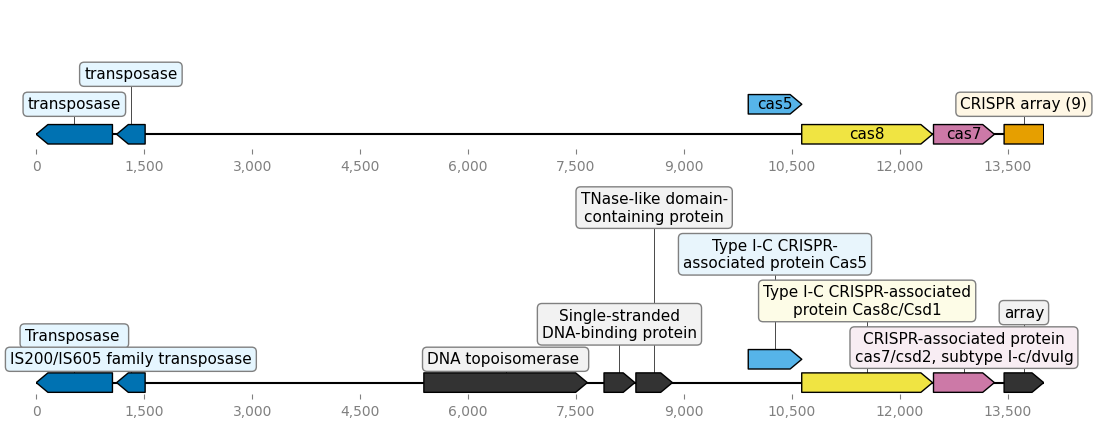 transposase
transposase
cas5
CRISPR array (9)
cas8
cas7
0 1,500 3,000 4,500 6,000 7,500 9,000 10,500 12,000 13,500
TNase-like domain-
containing protein
Type I-C CRISPR-
associated protein Cas5
Type I-C CRISPR-associated
protein Cas8c/Csd1
Single-stranded
DNA-binding protein
array
Transposase
CRISPR-associated protein
cas7/csd2, subtype I-c/dvulg
IS200/IS605 family transposase
DNA topoisomerase
0 1,500 3,000 4,500 6,000 7,500 9,000 10,500 12,000 13,500